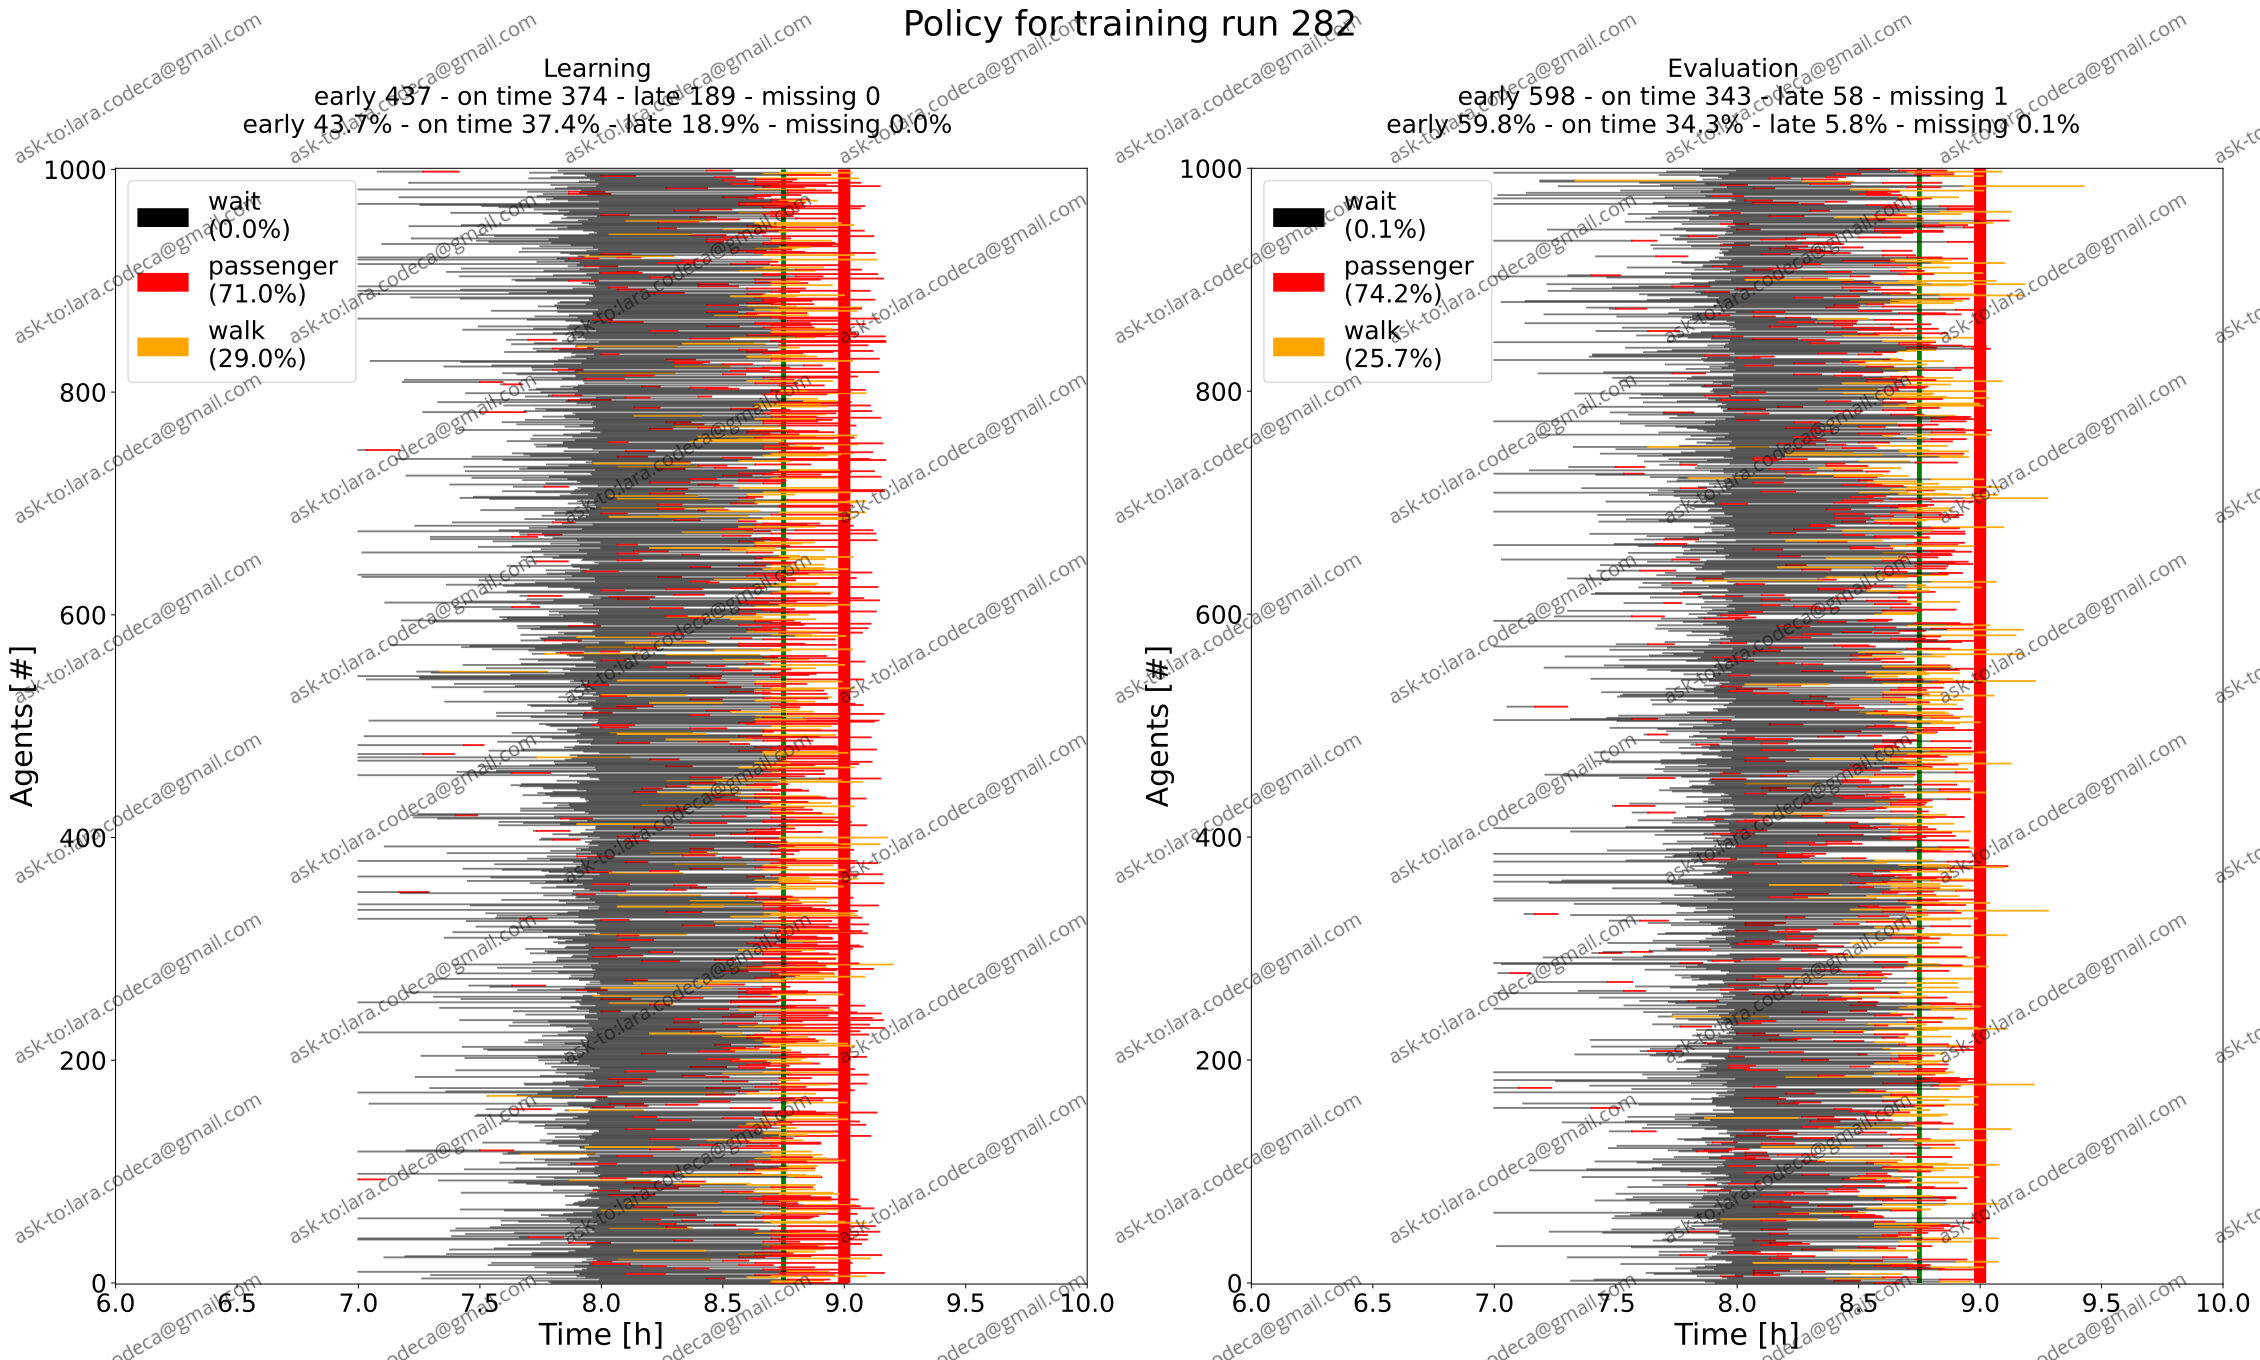 Policy for training run 282
Learning
early 437 - on time 374 - late 189 - missing 0
early 43.7% - on time 37.4% - late 18.9% - missing 0.0%
Evaluation
early 598 - on time 343 - late 58 - missing 1
early 59.8% - on time 34.3% - late 5.8% - missing 0.1%
wait
(0.0%)
passenger
(71.0%)
walk
(29.0%)
1000
800
600
400
200
0
Agents [#]
6.0 6.5 7.0 7.5 8.0 8.5 9.0 9.5 10.0
Time [h]
wait
(0.1%)
passenger
(74.2%)
walk
(25.7%)
1000
800
600
400
200
0
Agents [#]
6.0 6.5 7.0 7.5 8.0 8.5 9.0 9.5 10.0
Time [h]
ask-to:lara.codeca@gmail.com